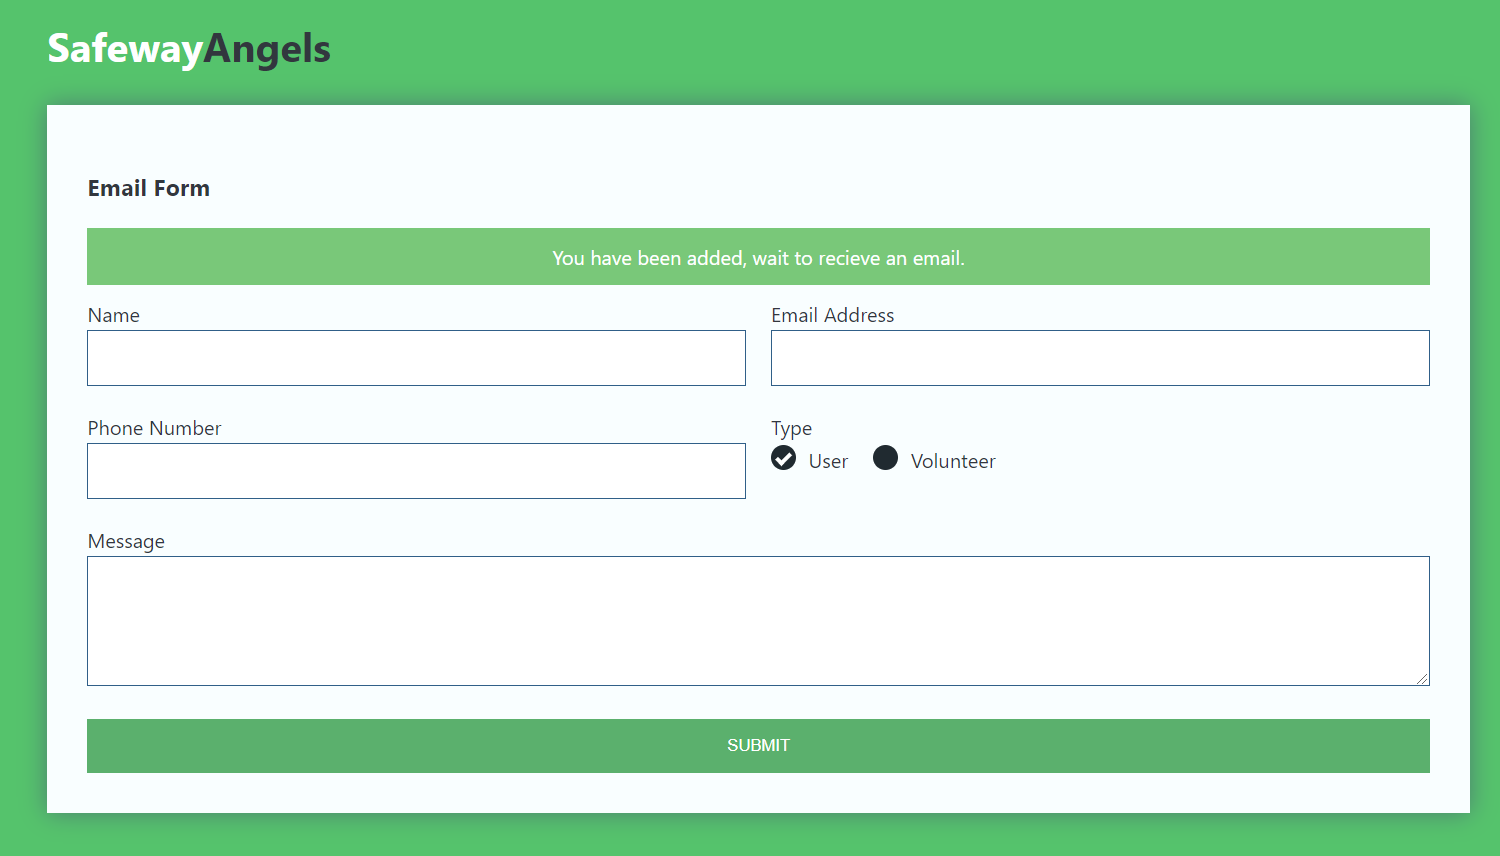 SafewayAngels
Email Form
You have been added, wait to recieve an email.
Name
Email Address
Phone Number
Type
User
Volunteer
Message
SUBMIT